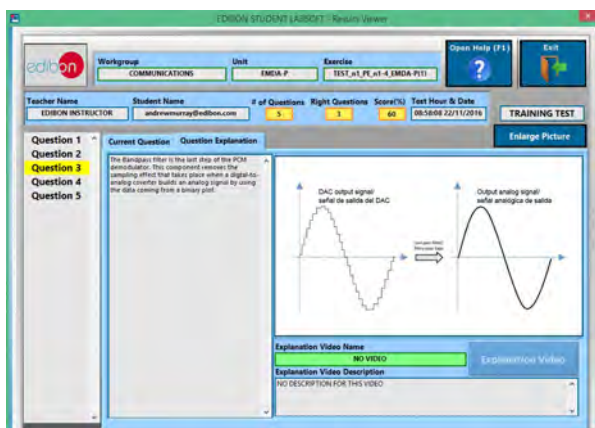 EDIBON STUDENT LABSOFT - Results Viewer
edibon
Workgroup
COMMUNICATIONS
Unit
EMDA-P
Exercise
TEST_n1_PE_n1-4_EMDA-P(1)
Open Help (F1)
?
Exit
Teacher Name
EDIBON INSTRUCTOR
Student Name
andrewmurray@edibon.com
# of Questions
5
Right Questions
3
Score(%)
60
Test Hour & Date
08:58:08 22/11/2016
TRAINING TEST
Enlarge Picture
Question 1
Question 2
Question 3
Question 4
Question 5
Current Question
Question Explanation
The Bandpass filter is the last step of the PCM
demodulator. This component removes the
sampling effect that takes place when a digital-to-
analog coverter builds an analog signal by using
the data coming from a binary plot.
DAC output signal/
señal de salida del DAC
Output analog signal/
señal analógica de salida
Explanation Video Name
NO VIDEO
Explanation Video
Explanation Video Description
NO DESCRIPTION FOR THIS VIDEO